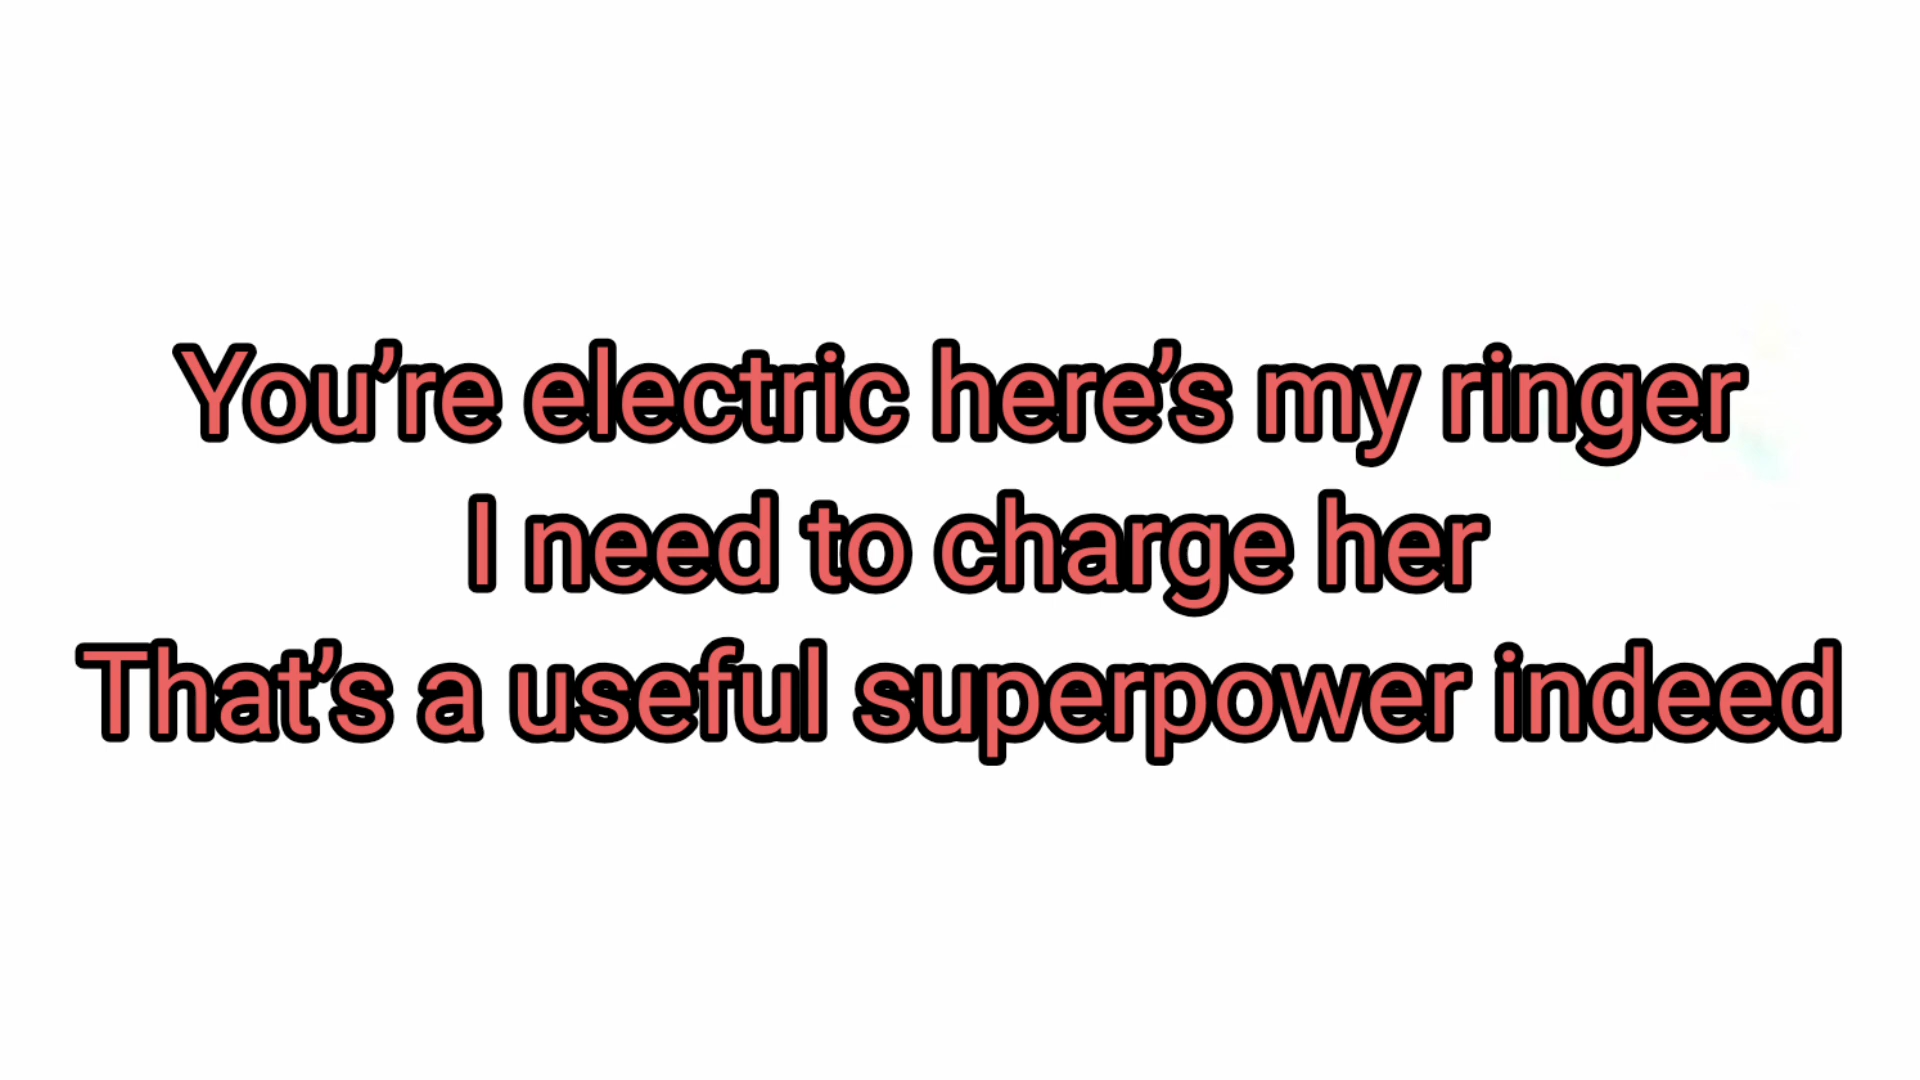 You’re electric here’s my ringer
I need to charge her
That’s a useful superpower indeed